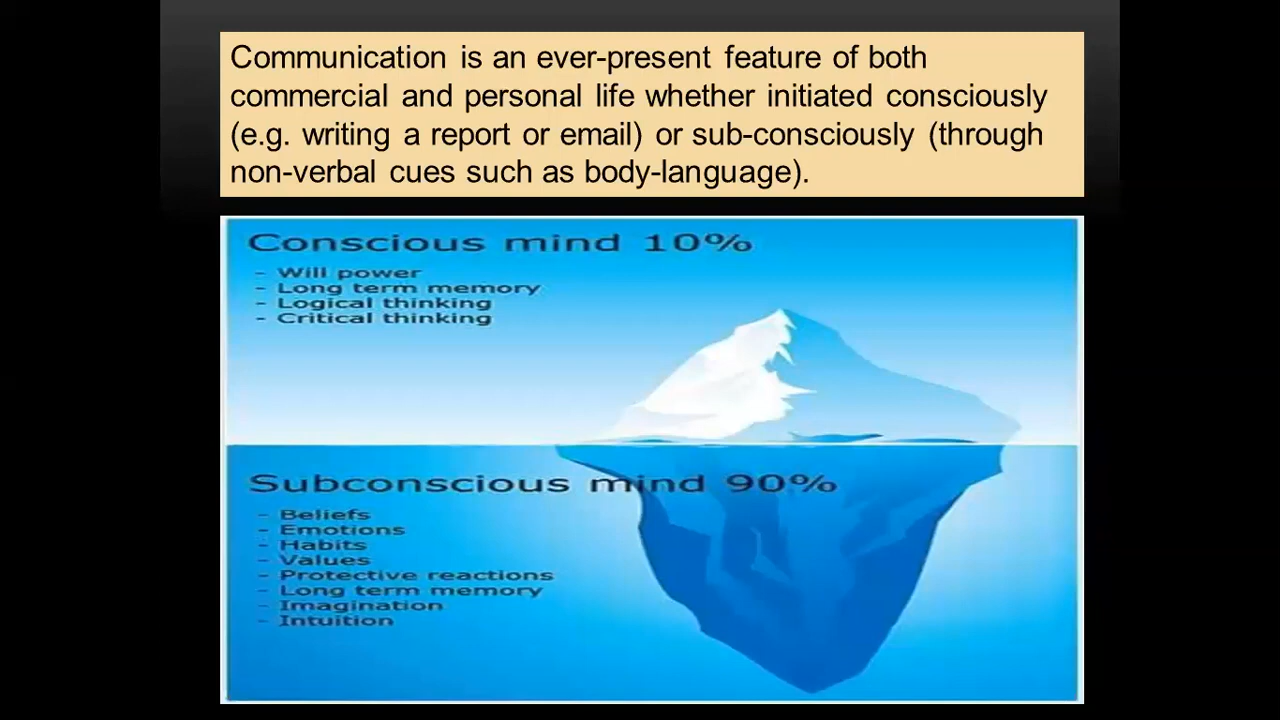 Communication is an ever-present feature of both
commercial and personal life whether initiated consciously
(e.g. writing a report or email) or sub-consciously (through
non-verbal cues such as body-language).
Conscious mind 10%
- Will power
- Long term memory
- Logical thinking
- Critical thinking
Subconscious mind 90%
- Beliefs
- Emotions
- Habits
- Values
- Protective reactions
- Long term memory
- Imagination
- Intuition